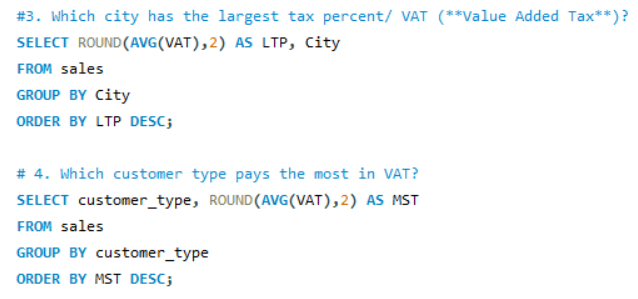 #3. Which city has the largest tax percent/ VAT (**Value Added Tax**)?
SELECT ROUND(AVG(VAT),2) AS LTP, City
FROM sales
GROUP BY City
ORDER BY LTP DESC;
# 4. Which customer type pays the most in VAT?
SELECT customer_type, ROUND(AVG(VAT),2) AS MST
FROM sales
GROUP BY customer_type
ORDER BY MST DESC;